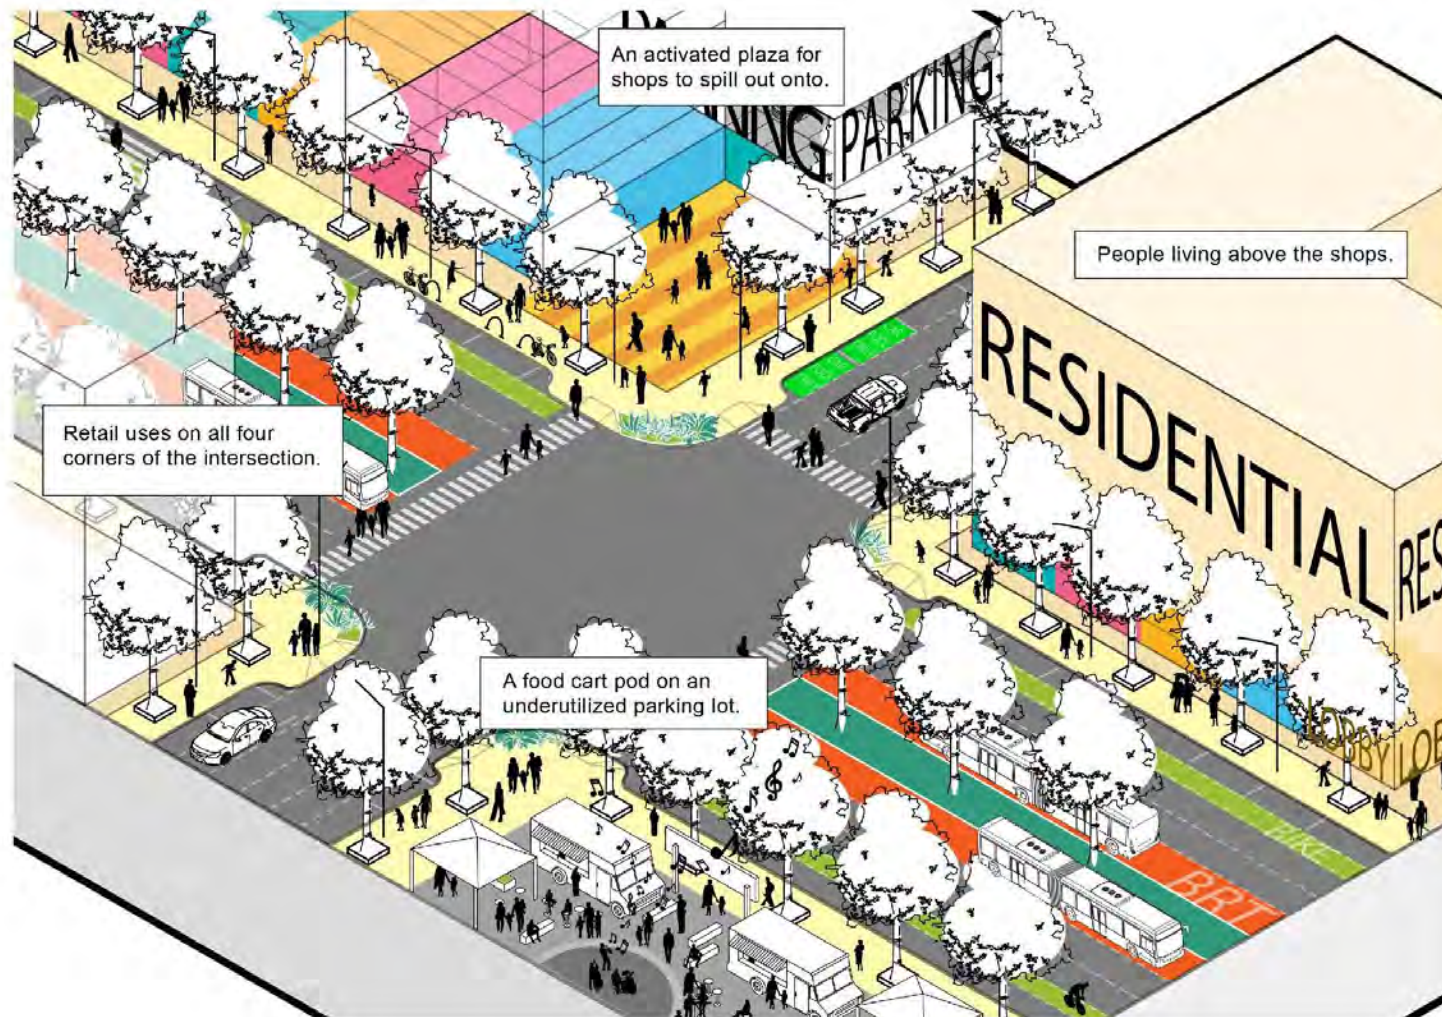 An activated plaza for
shops to spill out onto.
PARKING
People living above the shops.
RESIDENTIAL
Retail uses on all four
corners of the intersection.
A food cart pod on an
underutilized parking lot.
LOBBY
BIKE
BRT